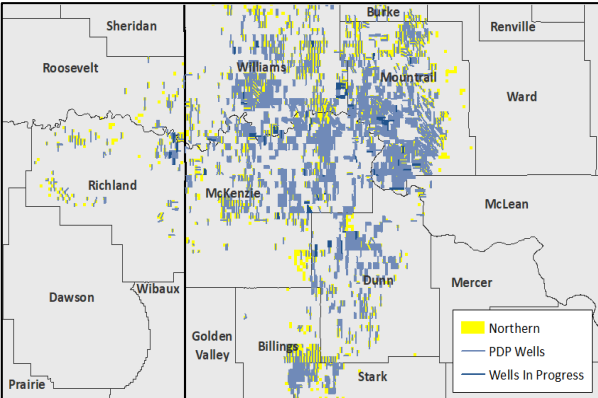 Burke
Sheridan
Renville
Roosevelt
Williams
Mountrail
Ward
Richland
McKenzie
McLean
Dunn
Mercer
Wibaux
Dawson
Golden
Valley
Billings
Stark
Prairie
Northern
PDP Wells
Wells In Progress